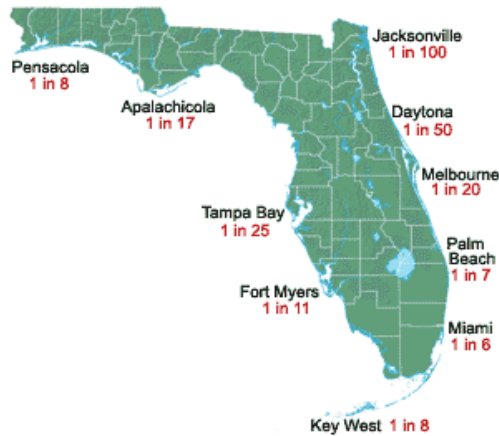 Jacksonville
1 in 100
Pensacola
1 in 8
Apalachicola
1 in 17
Daytona
1 in 50
Melbourne
1 in 20
Tampa Bay
1 in 25
Palm
Beach
1 in 7
Fort Myers
1 in 11
Miami
1 in 6
Key West 1 in 8